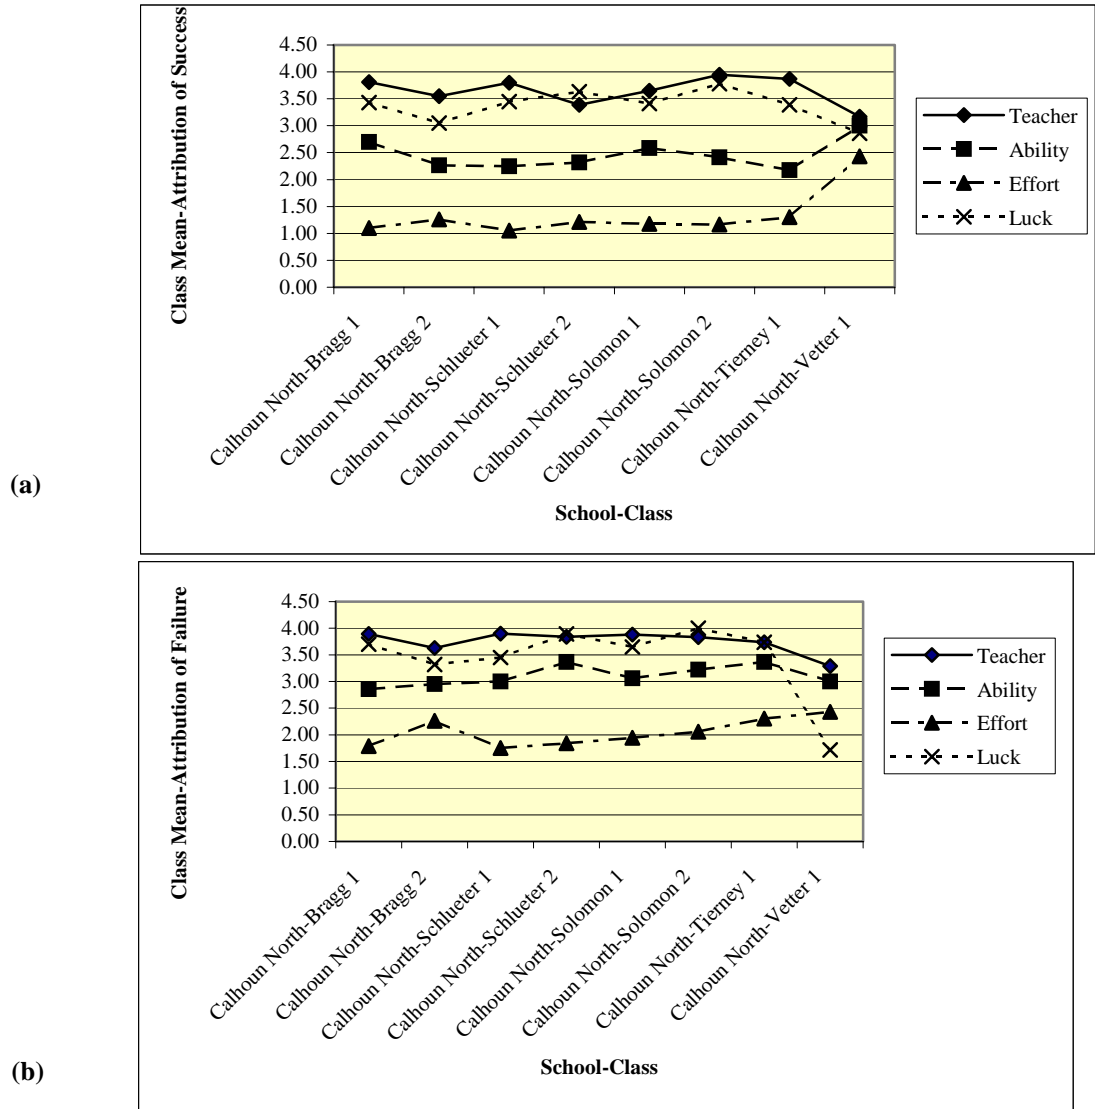 Class Mean-Attribution of Success
4.50
4.00
3.50
3.00
2.50
2.00
1.50
1.00
0.50
0.00
Calhoun North-Bragg 1
Calhoun North-Bragg 2
Calhoun North-Schlueter 1
Calhoun North-Schlueter 2
Calhoun North-Solomon 1
Calhoun North-Solomon 2
Calhoun North-Tierney 1
Calhoun North-Vetter 1
School-Class
Teacher
Ability
Effort
Luck
(a)
Class Mean-Attribution of Failure
4.50
4.00
3.50
3.00
2.50
2.00
1.50
1.00
0.50
0.00
Calhoun North-Bragg 1
Calhoun North-Bragg 2
Calhoun North-Schlueter 1
Calhoun North-Schlueter 2
Calhoun North-Solomon 1
Calhoun North-Solomon 2
Calhoun North-Tierney 1
Calhoun North-Vetter 1
School-Class
Teacher
Ability
Effort
Luck
(b)